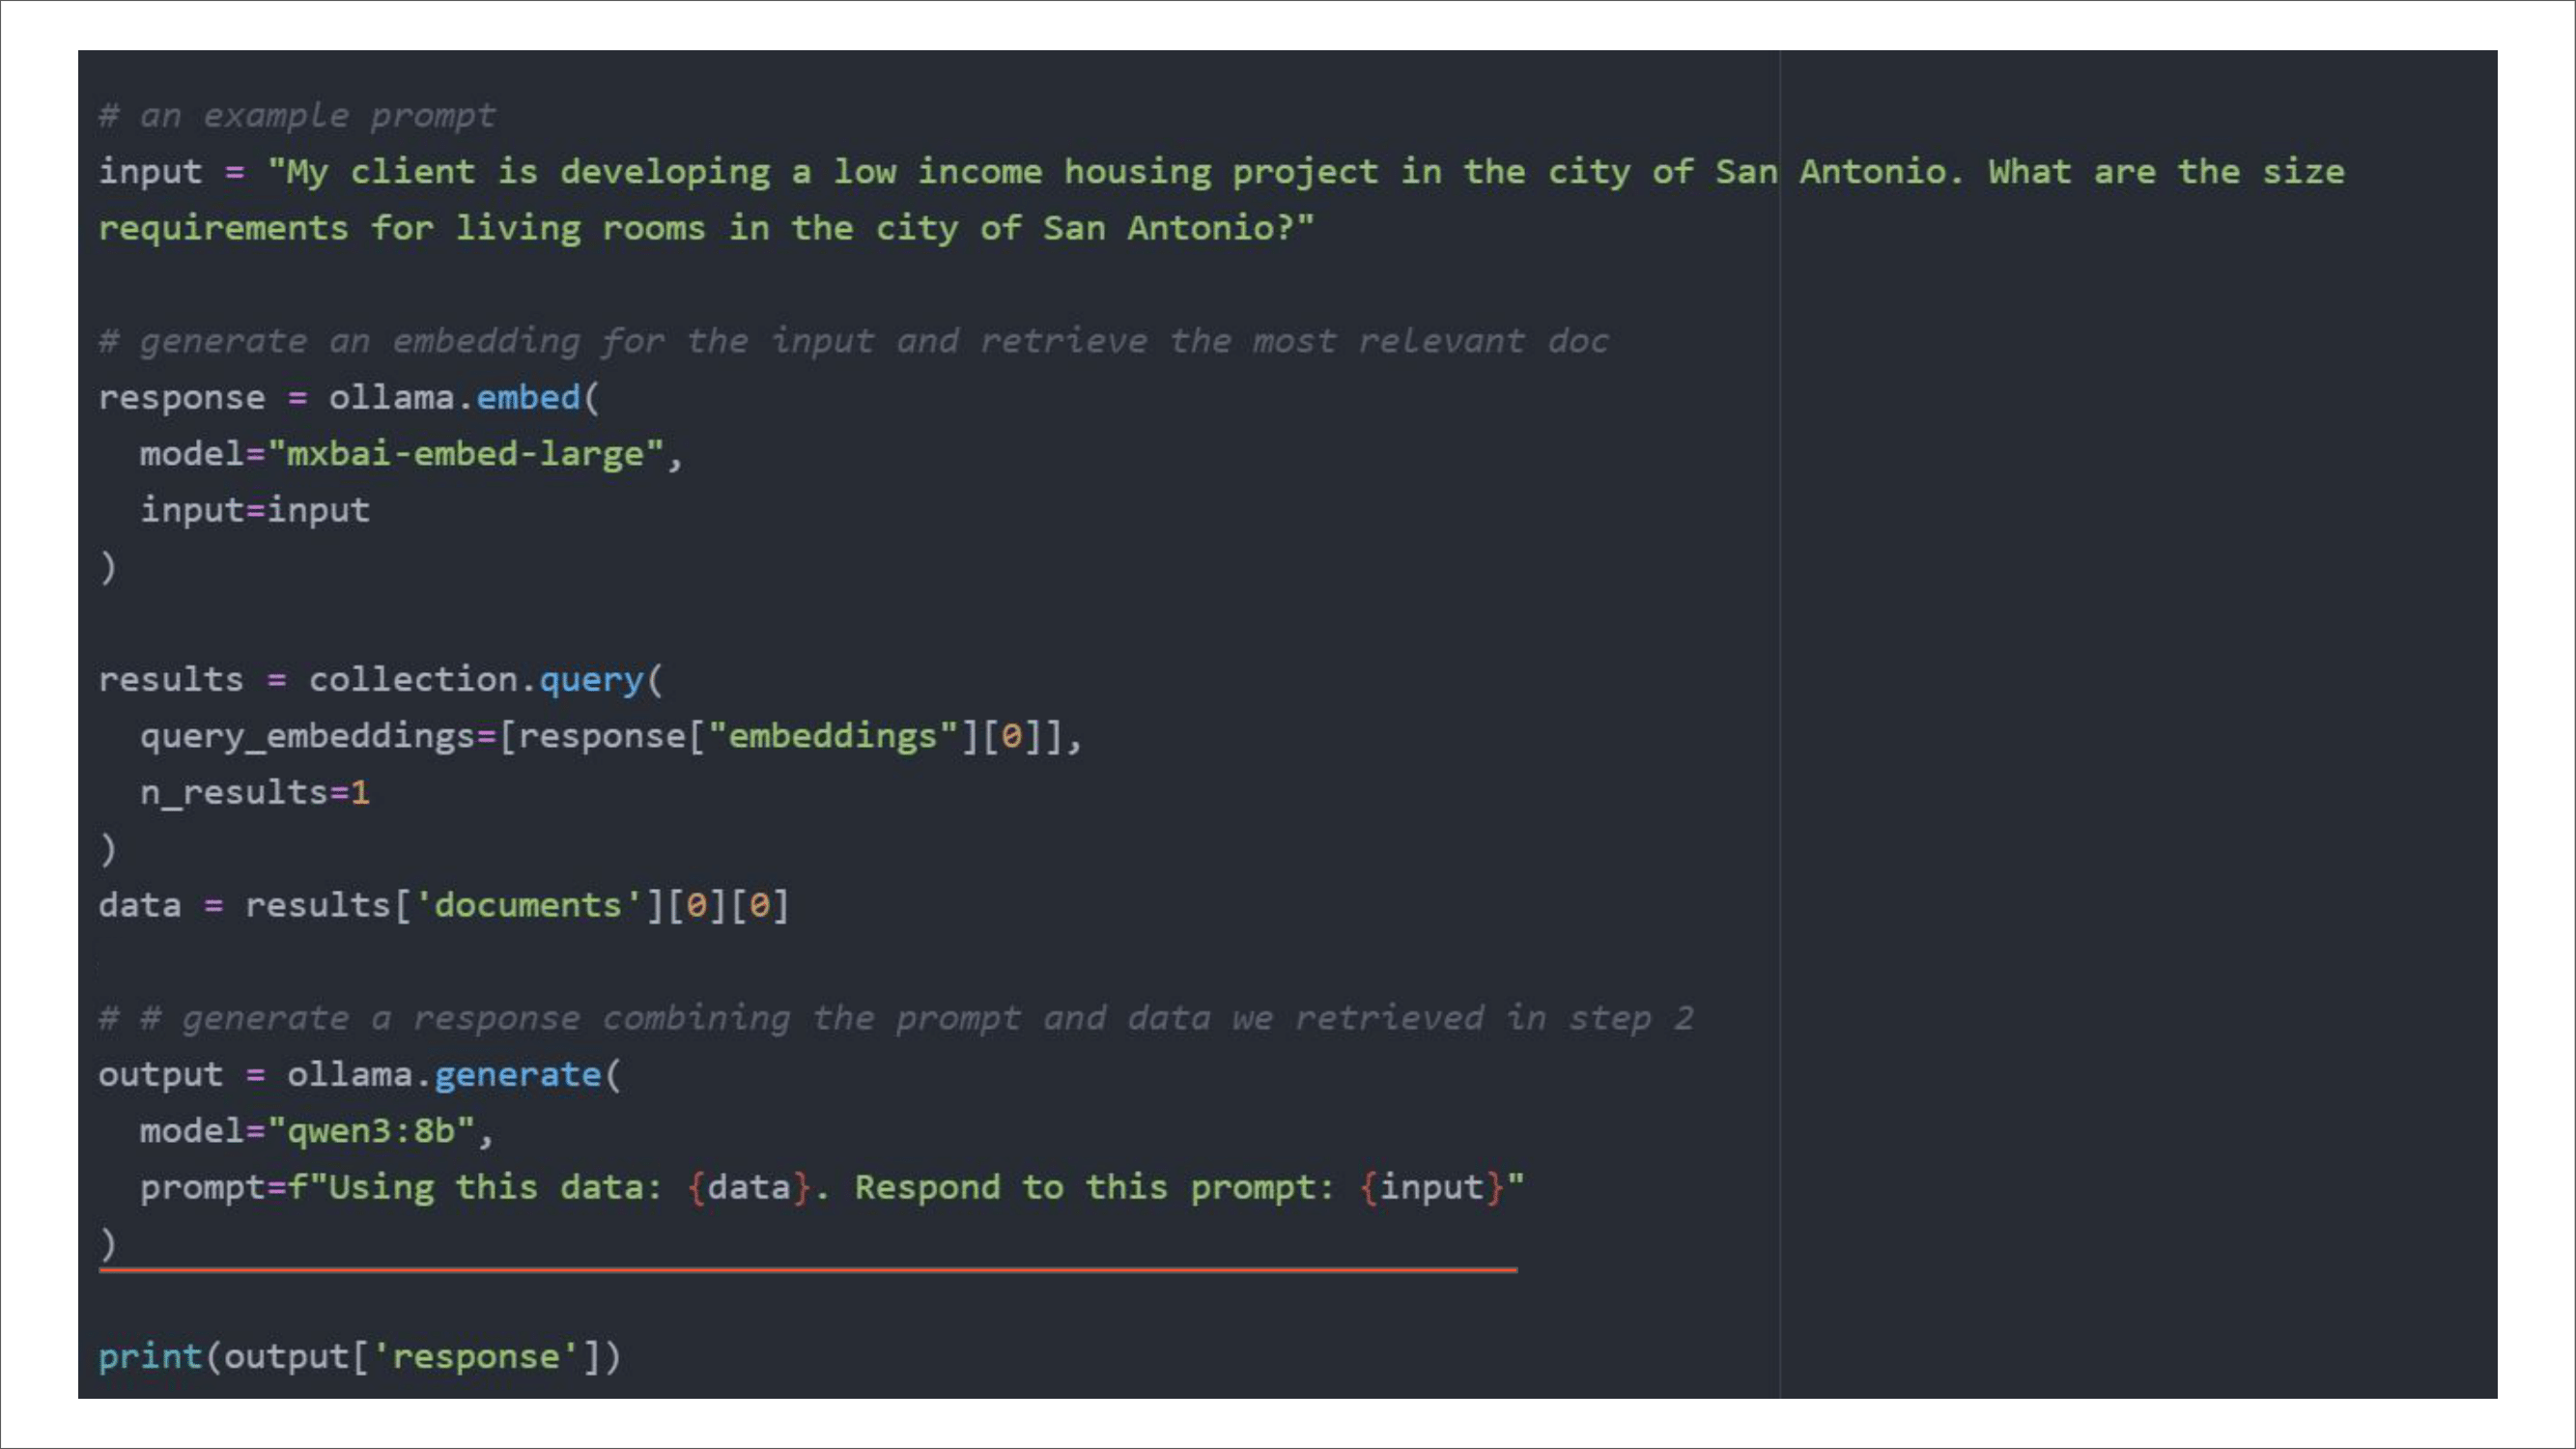 # an example prompt
input = "My client is developing a low income housing project in the city of San Antonio. What are the size
requirements for living rooms in the city of San Antonio?"
# generate an embedding for the input and retrieve the most relevant doc
response = ollama.embed(
  model="mxbai-embed-large",
  input=input
)
results = collection.query(
  query_embeddings=[response["embeddings"][0]],
  n_results=1
)
data = results['documents'][0][0]
# # generate a response combining the prompt and data we retrieved in step 2
output = ollama.generate(
  model="qwen3:8b",
  prompt=f"Using this data: {data}. Respond to this prompt: {input}"
)
print(output['response'])